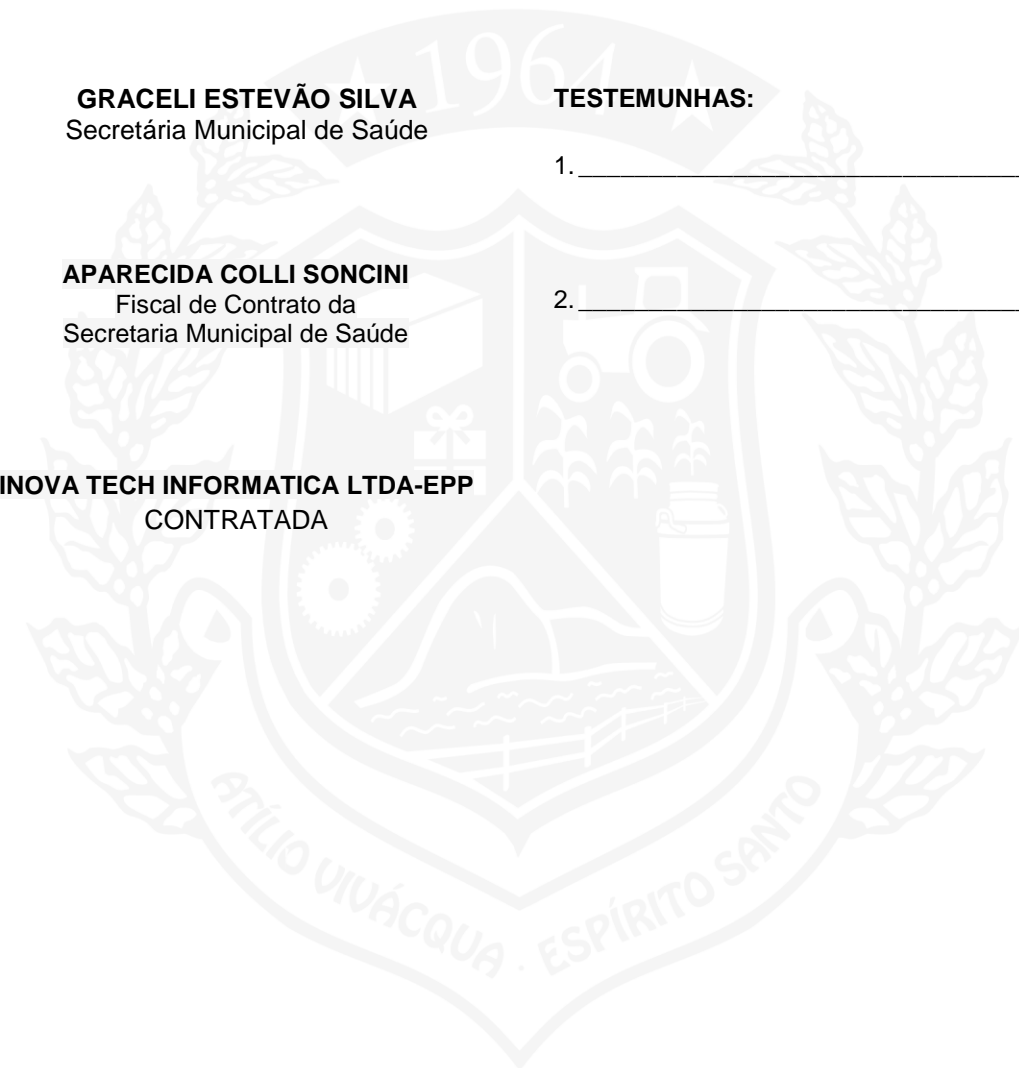 1964
GRACELI ESTEVÃO SILVA
Secretária Municipal de Saúde
APARECIDA COLLI SONCINI
Fiscal de Contrato da
Secretaria Municipal de Saúde
INOVA TECH INFORMATICA LTDA-EPP
CONTRATADA
TESTEMUNHAS:
1. ________________________________
2. ________________________________
ATÍLIO VIVÁCQUA · ESPÍRITO SANTO